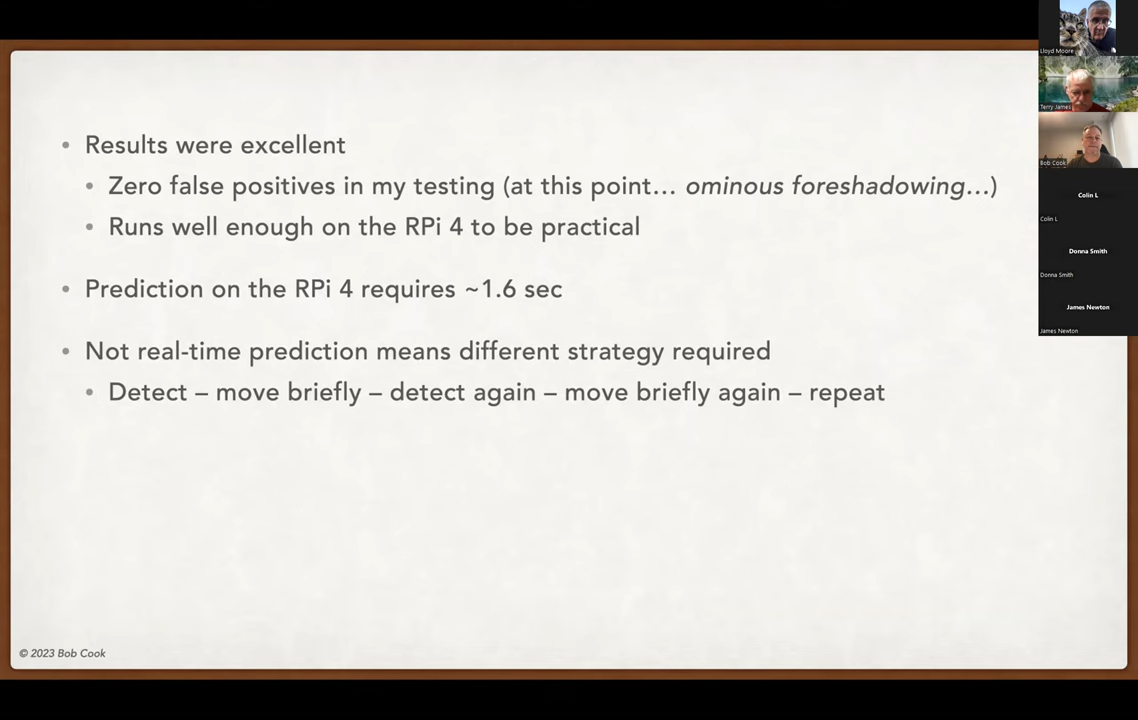 Results were excellent
Zero false positives in my testing (at this point… ominous foreshadowing…)
Runs well enough on the RPi 4 to be practical
Prediction on the RPi 4 requires ~1.6 sec
Not real-time prediction means different strategy required
Detect – move briefly – detect again – move briefly again – repeat
© 2023 Bob Cook
Lloyd Moore
Terry James
Bob Cook
Colin L
Colin L
Donna Smith
Donna Smith
James Newton
James Newton